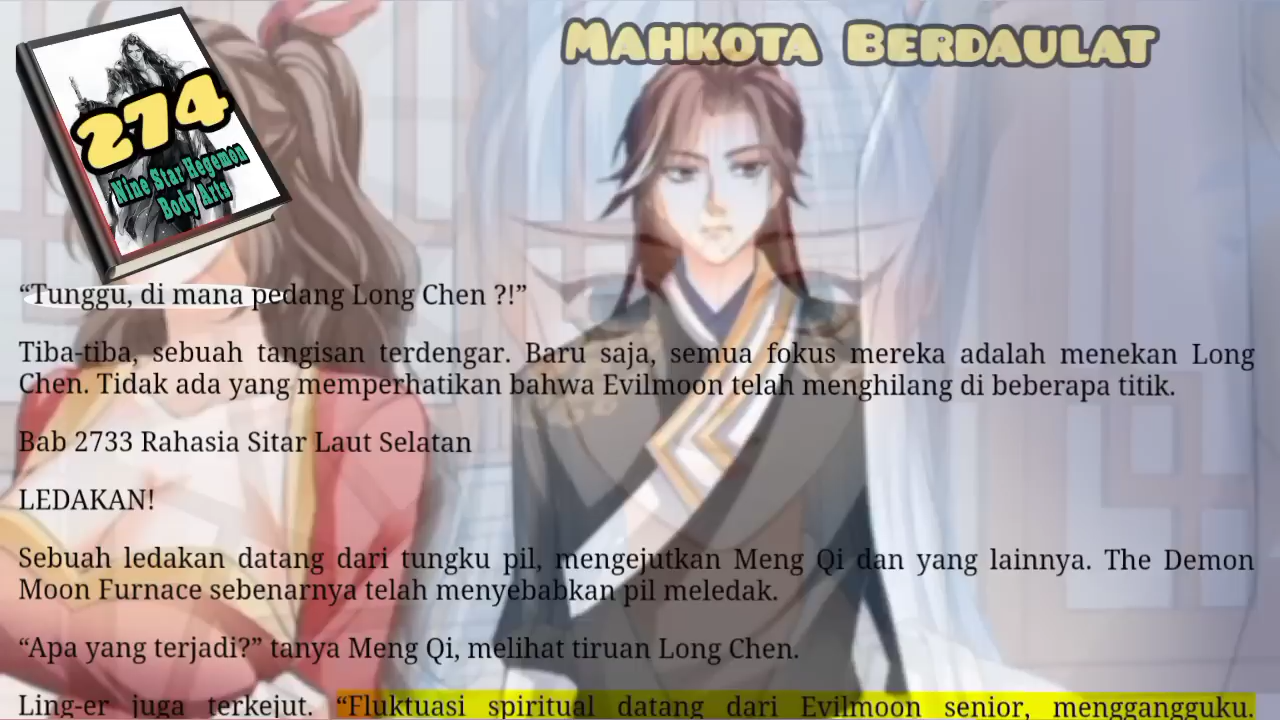 Mahkota Berdaulat
274
Nine Star Hegemon
Body Arts
“Tunggu, di mana pedang Long Chen ?!”
Tiba-tiba, sebuah tangisan terdengar. Baru saja, semua fokus mereka adalah menekan Long
Chen. Tidak ada yang memperhatikan bahwa Evilmoon telah menghilang di beberapa titik.
Bab 2733 Rahasia Sitar Laut Selatan
LEDAKAN!
Sebuah ledakan datang dari tungku pil, mengejutkan Meng Qi dan yang lainnya. The Demon
Moon Furnace sebenarnya telah menyebabkan pil meledak.
“Apa yang terjadi?” tanya Meng Qi, melihat tiruan Long Chen.
Ling-er juga terkejut. “Fluktuasi spiritual datang dari Evilmoon senior, menggangguku.